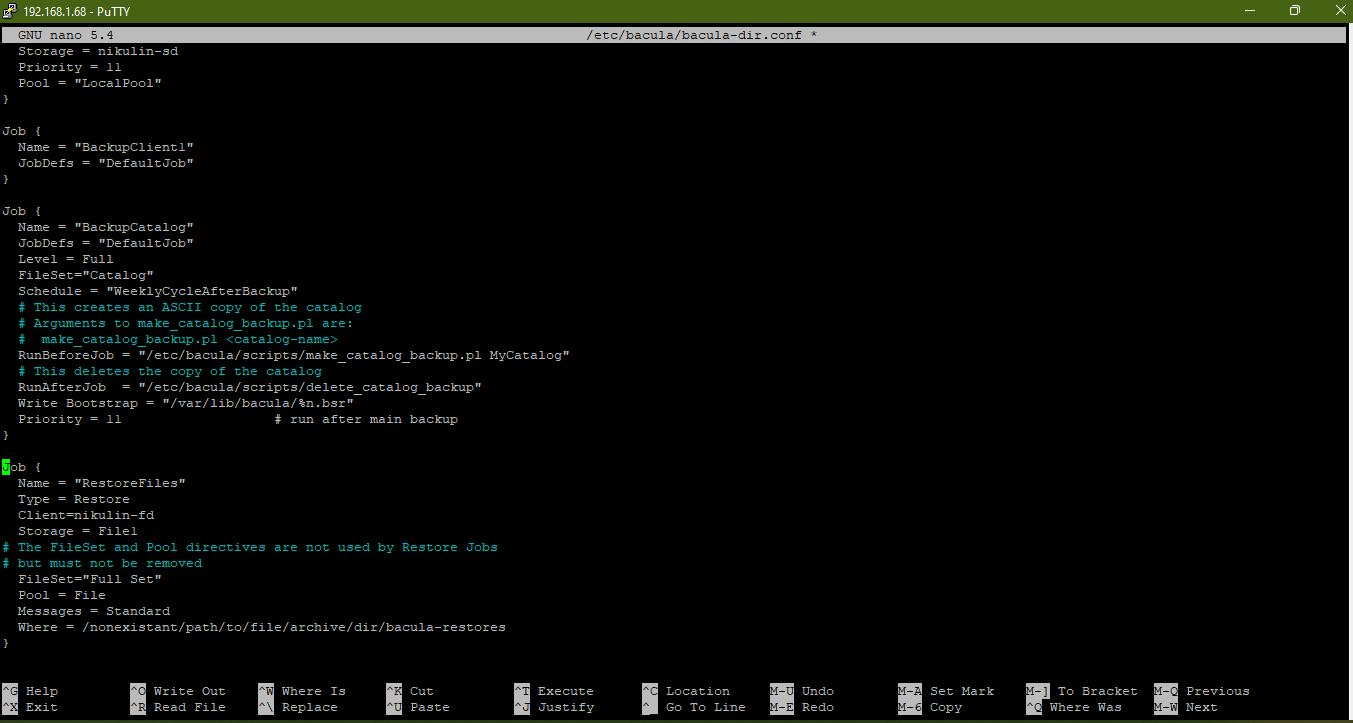 192.168.1.68 - PuTTY
GNU nano 5.4 /etc/bacula/bacula-dir.conf *
Storage = nikulin-sd
Priority = 11
Pool = "LocalPool"
}
Job {
Name = "BackupClient1"
JobDefs = "DefaultJob"
}
Job {
Name = "BackupCatalog"
JobDefs = "DefaultJob"
Level = Full
FileSet="Catalog"
Schedule = "WeeklyCycleAfterBackup"
# This creates an ASCII copy of the catalog
# Arguments to make_catalog_backup.pl are:
#  make_catalog_backup.pl <catalog-name>
RunBeforeJob = "/etc/bacula/scripts/make_catalog_backup.pl MyCatalog"
# This deletes the copy of the catalog
RunAfterJob  = "/etc/bacula/scripts/delete_catalog_backup"
Write Bootstrap = "/var/lib/bacula/%n.bsr"
Priority = 11                   # run after main backup
}
Job {
Name = "RestoreFiles"
Type = Restore
Client=nikulin-fd
Storage = File1
# The FileSet and Pool directives are not used by Restore Jobs
# but must not be removed
FileSet="Full Set"
Pool = File
Messages = Standard
Where = /nonexistant/path/to/file/archive/dir/bacula-restores
}
^G Help ^O Write Out ^W Where Is ^K Cut ^T Execute ^C Location M-U Undo M-A Set Mark M-] To Bracket M-Q Previous
^X Exit ^R Read File ^\ Replace ^U Paste ^J Justify ^_ Go To Line M-E Redo M-6 Copy ^Q Where Was M-W Next